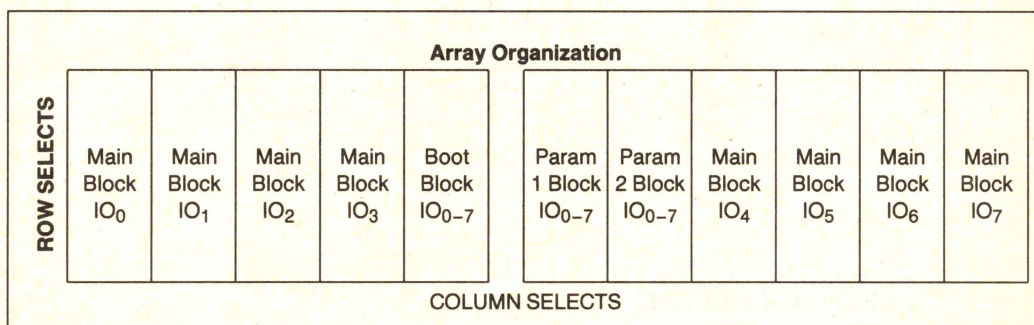 Array Organization
ROW SELECTS
Main Block IO₀
Main Block IO₁
Main Block IO₂
Main Block IO₃
Boot Block IO₀₋₇
Param 1 Block IO₀₋₇
Param 2 Block IO₀₋₇
Main Block IO₄
Main Block IO₅
Main Block IO₆
Main Block IO₇
COLUMN SELECTS